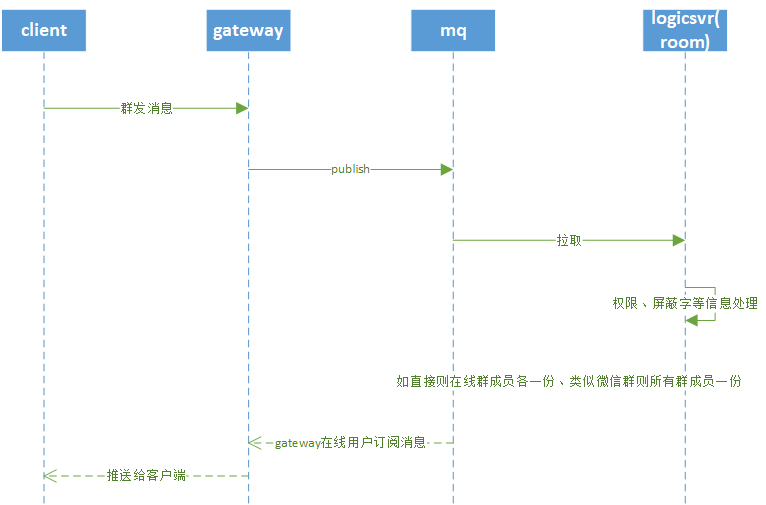 client
gateway
mq
logicsvr(
room)
群发消息
publish
拉取
权限、屏蔽字等信息处理
如直接则在线群成员各一份、类似微信群则所有群成员一份
gateway在线用户订阅消息
推送给客户端